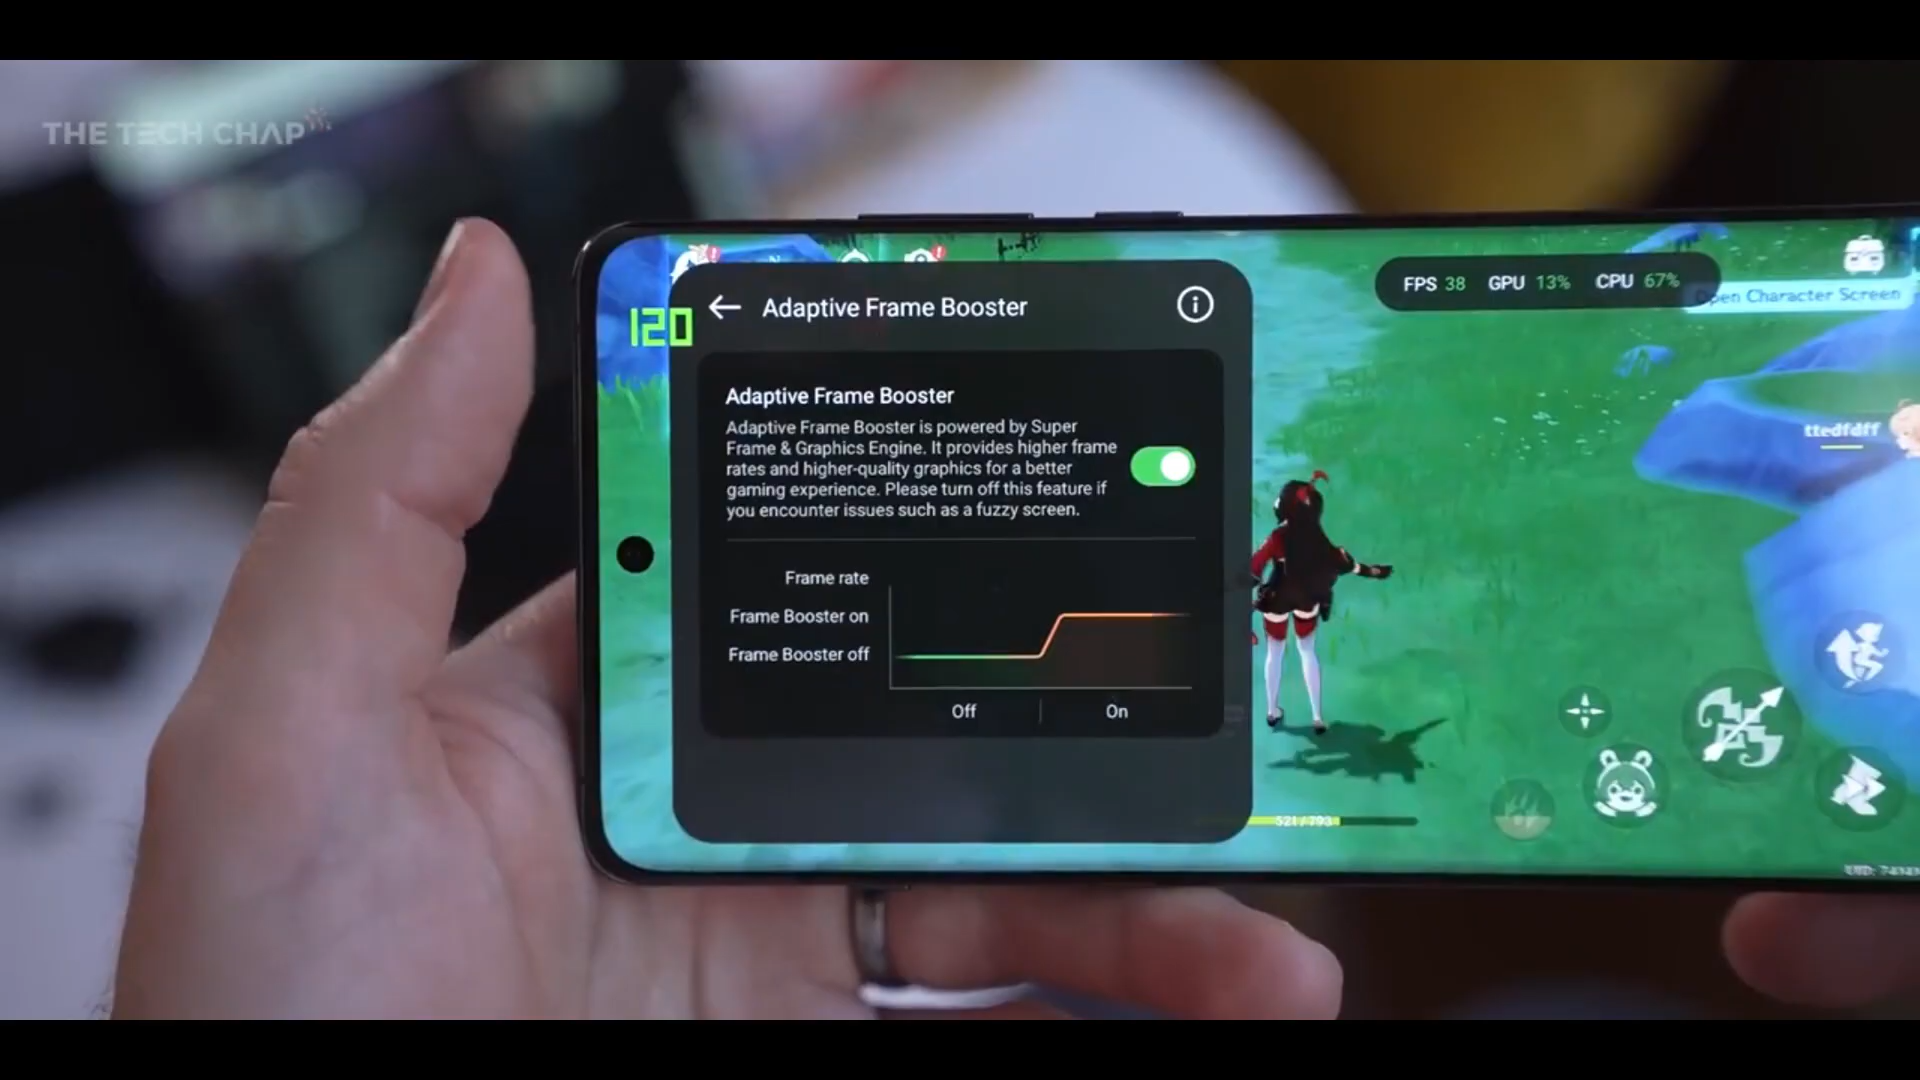 THE TECH CHAP
120
Adaptive Frame Booster
FPS 38 GPU 13% CPU 67%
Open Character Screen
Adaptive Frame Booster
Adaptive Frame Booster is powered by Super
Frame & Graphics Engine. It provides higher frame
rates and higher-quality graphics for a better
gaming experience. Please turn off this feature if
you encounter issues such as a fuzzy screen.
ttedfdff
Frame rate
Frame Booster on
Frame Booster off
Off
On
521 / 793
UID: